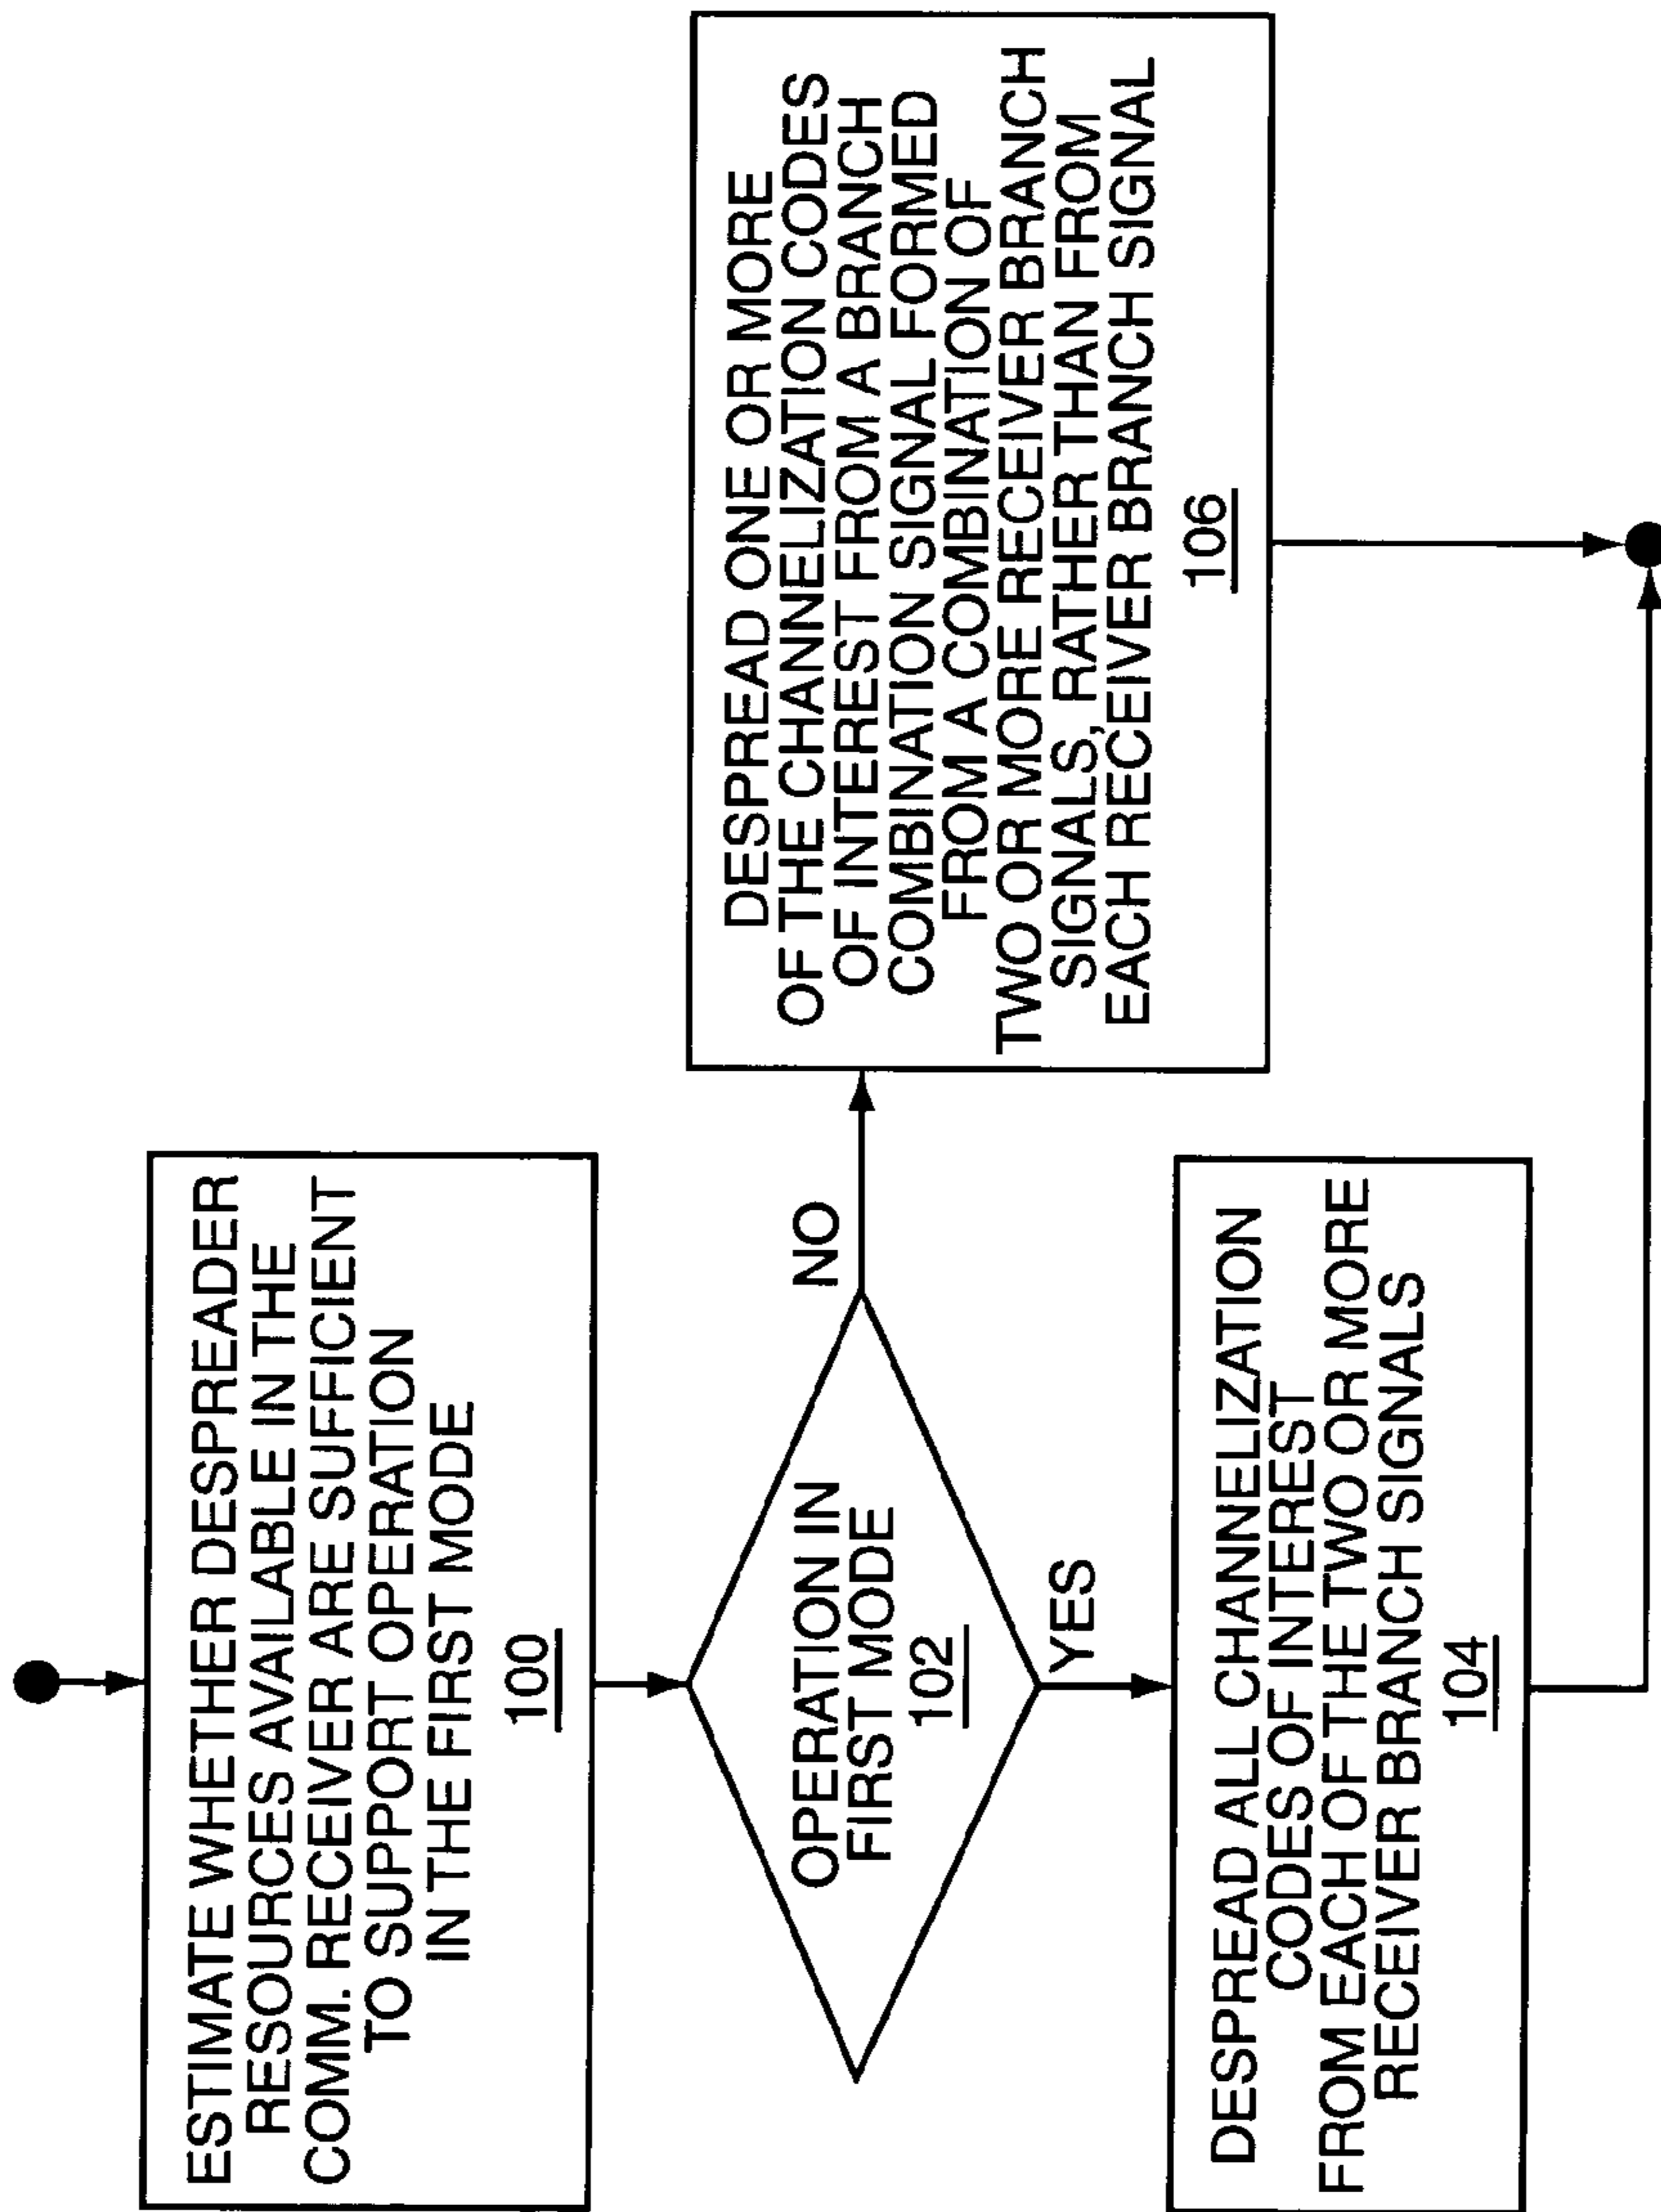 ESTIMATE WHETHER DESPREADER
RESOURCES AVAILABLE IN THE
COMM. RECEIVER ARE SUFFICIENT
TO SUPPORT OPERATION
IN THE FIRST MODE
100
OPERATION IN
FIRST MODE
102
NO
YES
DESPREAD ALL CHANNELIZATION
CODES OF INTEREST
FROM EACH OF THE TWO OR MORE
RECEIVER BRANCH SIGNALS
104
DESPREAD ONE OR MORE
OF THE CHANNELIZATION CODES
OF INTEREST FROM A BRANCH
COMBINATION SIGNAL FORMED
FROM A COMBINATION OF
TWO OR MORE RECEIVER BRANCH
SIGNALS, RATHER THAN FROM
EACH RECEIVER BRANCH SIGNAL
106